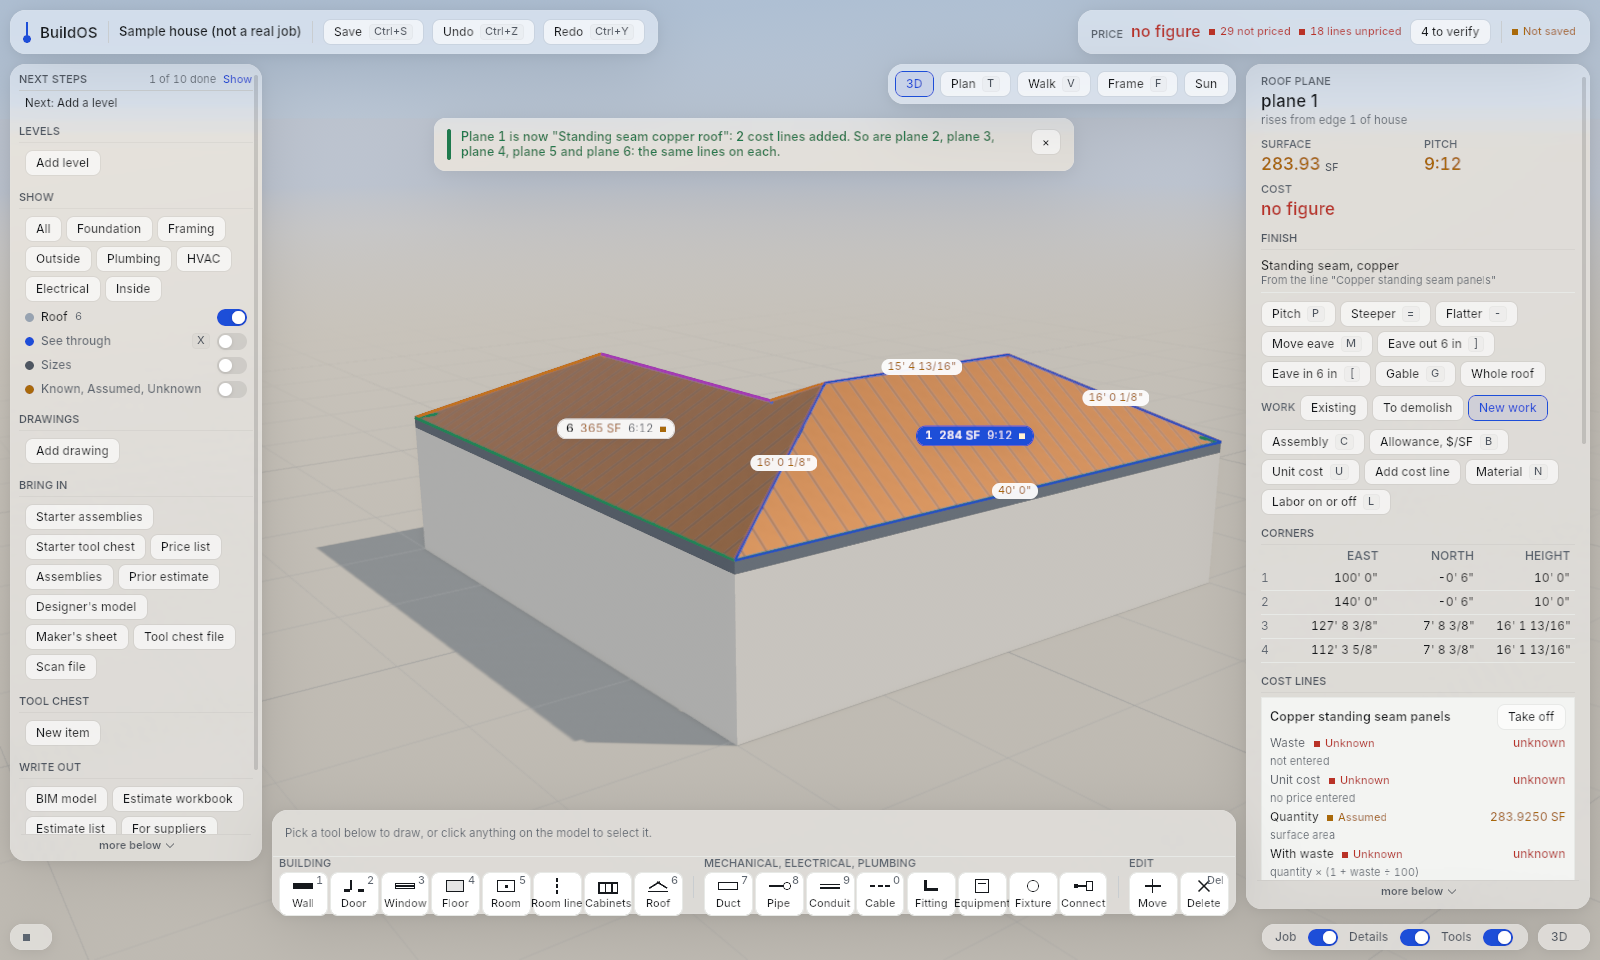 BuildOS
Sample house (not a real job)
Save Ctrl+S
Undo Ctrl+Z
Redo Ctrl+Y
PRICE no figure 29 not priced 18 lines unpriced 4 to verify Not saved
NEXT STEPS 1 of 10 done Show
Next: Add a level
LEVELS
Add level
SHOW
All Foundation Framing
Outside Plumbing HVAC
Electrical Inside
Roof 6
See through X
Sizes
Known, Assumed, Unknown
DRAWINGS
Add drawing
BRING IN
Starter assemblies
Starter tool chest Price list
Assemblies Prior estimate
Designer's model
Maker's sheet Tool chest file
Scan file
TOOL CHEST
New item
WRITE OUT
BIM model Estimate workbook
Estimate list For suppliers
more below
3D Plan T Walk V Frame F Sun
Plane 1 is now "Standing seam copper roof": 2 cost lines added. So are plane 2, plane 3,
plane 4, plane 5 and plane 6: the same lines on each.
×
15' 4 13/16"
16' 0 1/8"
6 365 SF 6:12
1 284 SF 9:12
16' 0 1/8"
40' 0"
Pick a tool below to draw, or click anything on the model to select it.
BUILDING
Wall 1
Door 2
Window 3
Floor 4
Room 5
Room line
Cabinets
Roof 6
MECHANICAL, ELECTRICAL, PLUMBING
Duct 7
Pipe 8
Conduit 9
Cable 0
Fitting
Equipment
Fixture
Connect
EDIT
Move
Delete Del
ROOF PLANE
plane 1
rises from edge 1 of house
SURFACE PITCH
283.93 SF 9:12
COST
no figure
FINISH
Standing seam, copper
From the line "Copper standing seam panels"
Pitch P Steeper = Flatter -
Move eave M Eave out 6 in ]
Eave in 6 in [ Gable G Whole roof
WORK Existing To demolish New work
Assembly C Allowance, $/SF B
Unit cost U Add cost line Material N
Labor on or off L
CORNERS
EAST NORTH HEIGHT
1 100' 0" -0' 6" 10' 0"
2 140' 0" -0' 6" 10' 0"
3 127' 8 3/8" 7' 8 3/8" 16' 1 13/16"
4 112' 3 5/8" 7' 8 3/8" 16' 1 13/16"
COST LINES
Copper standing seam panels Take off
Waste Unknown unknown
not entered
Unit cost Unknown unknown
no price entered
Quantity Assumed 283.9250 SF
surface area
With waste Unknown unknown
quantity × (1 + waste ÷ 100)
more below
Job Details Tools 3D